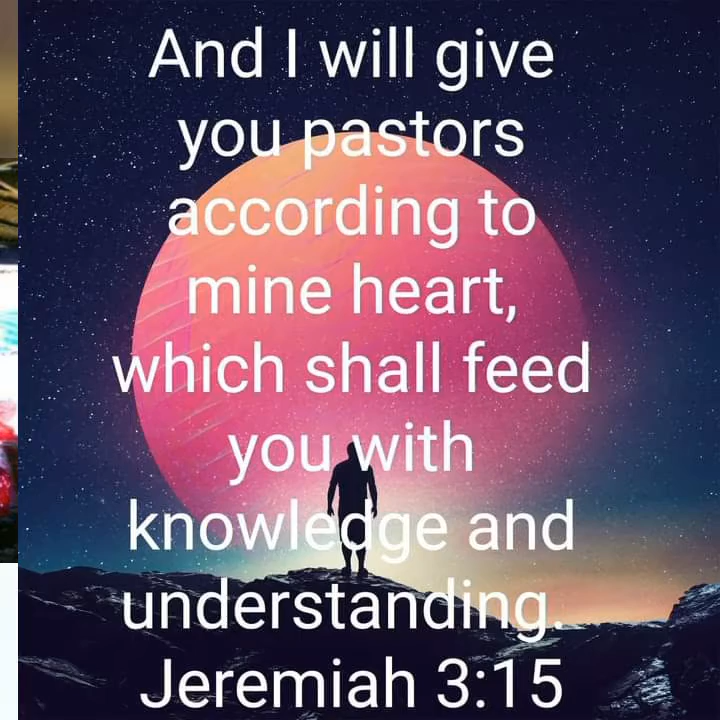 And I will give
you pastors
according to
mine heart,
which shall feed
you with
knowledge and
understanding.
Jeremiah 3:15